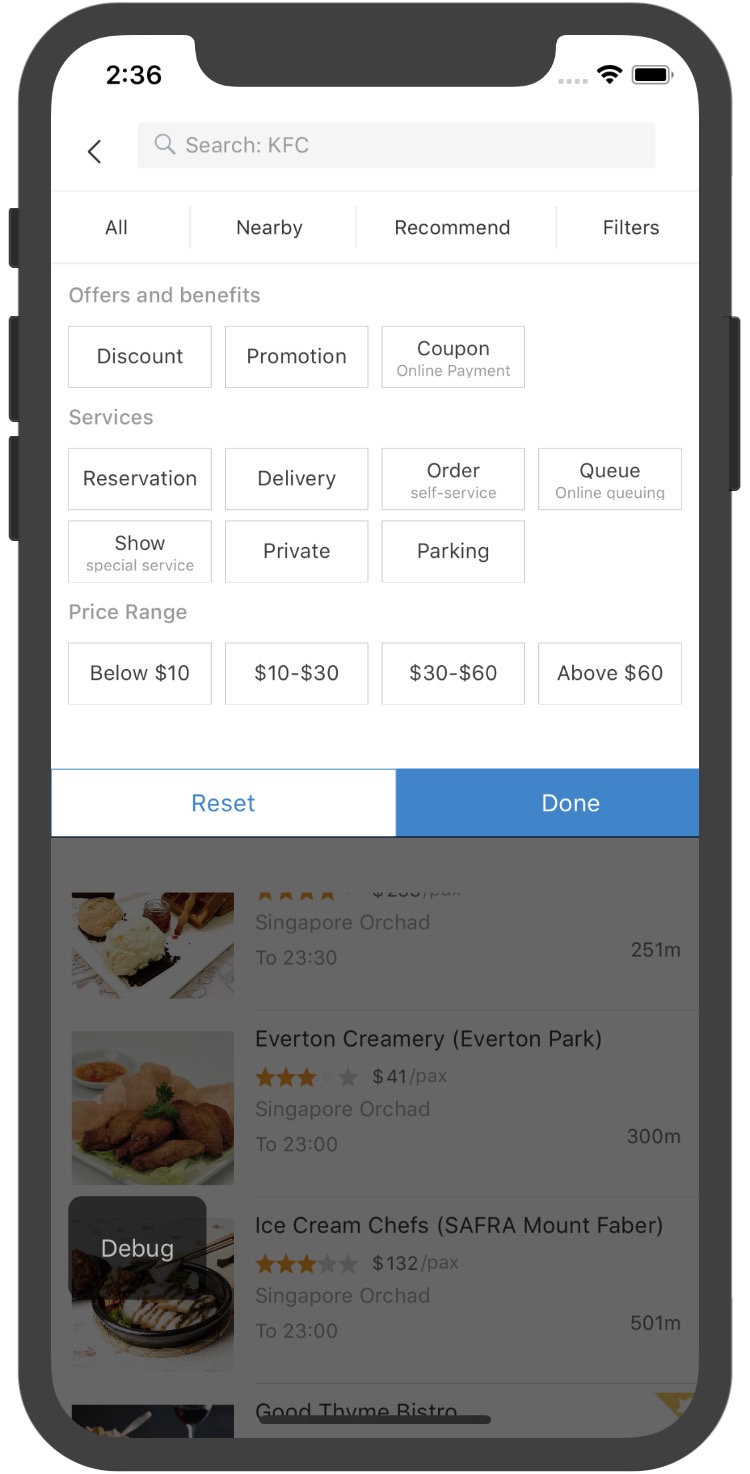 2:36
Search: KFC
All
Nearby
Recommend
Filters
Offers and benefits
Discount
Promotion
Coupon
Online Payment
Services
Reservation
Delivery
Order
self-service
Queue
Online queuing
Show
special service
Private
Parking
Price Range
Below $10
$10-$30
$30-$60
Above $60
Reset
Done
Singapore Orchad
To 23:30
251m
Everton Creamery (Everton Park)
$41/pax
Singapore Orchad
To 23:00
300m
Debug
Ice Cream Chefs (SAFRA Mount Faber)
$132/pax
Singapore Orchad
To 23:00
501m
Good Thyme Bistro